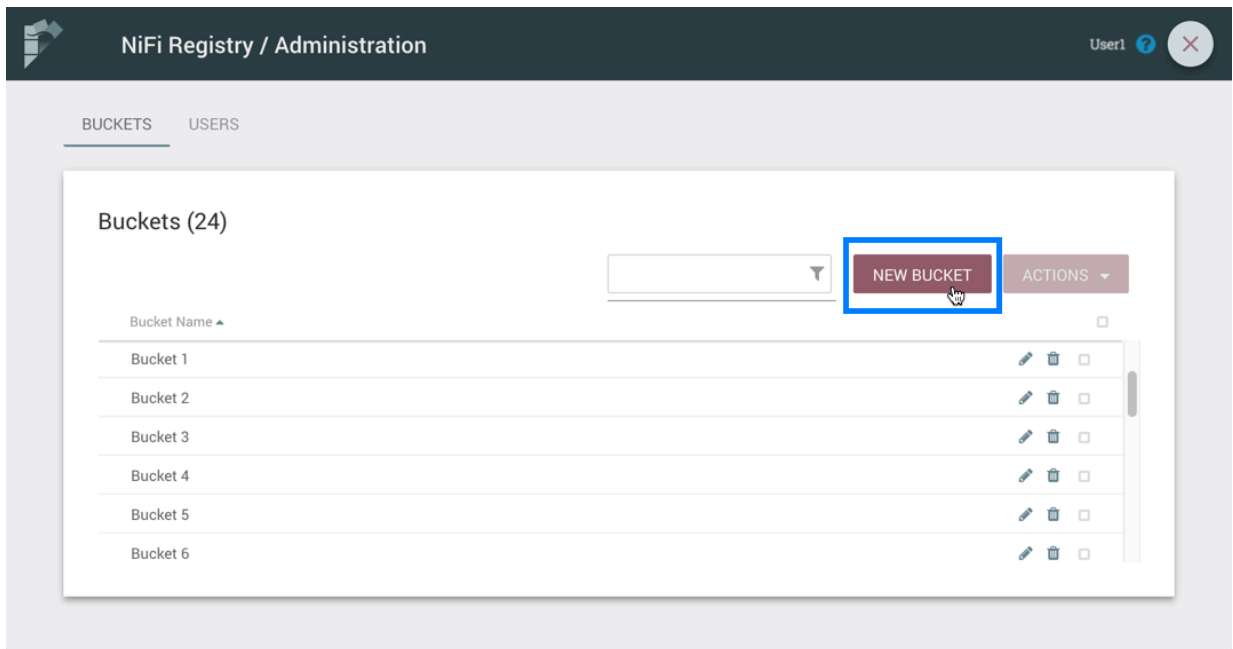 NiFi Registry / Administration
User1 ?
BUCKETS USERS
Buckets (24)
NEW BUCKET ACTIONS
Bucket Name
Bucket 1
Bucket 2
Bucket 3
Bucket 4
Bucket 5
Bucket 6